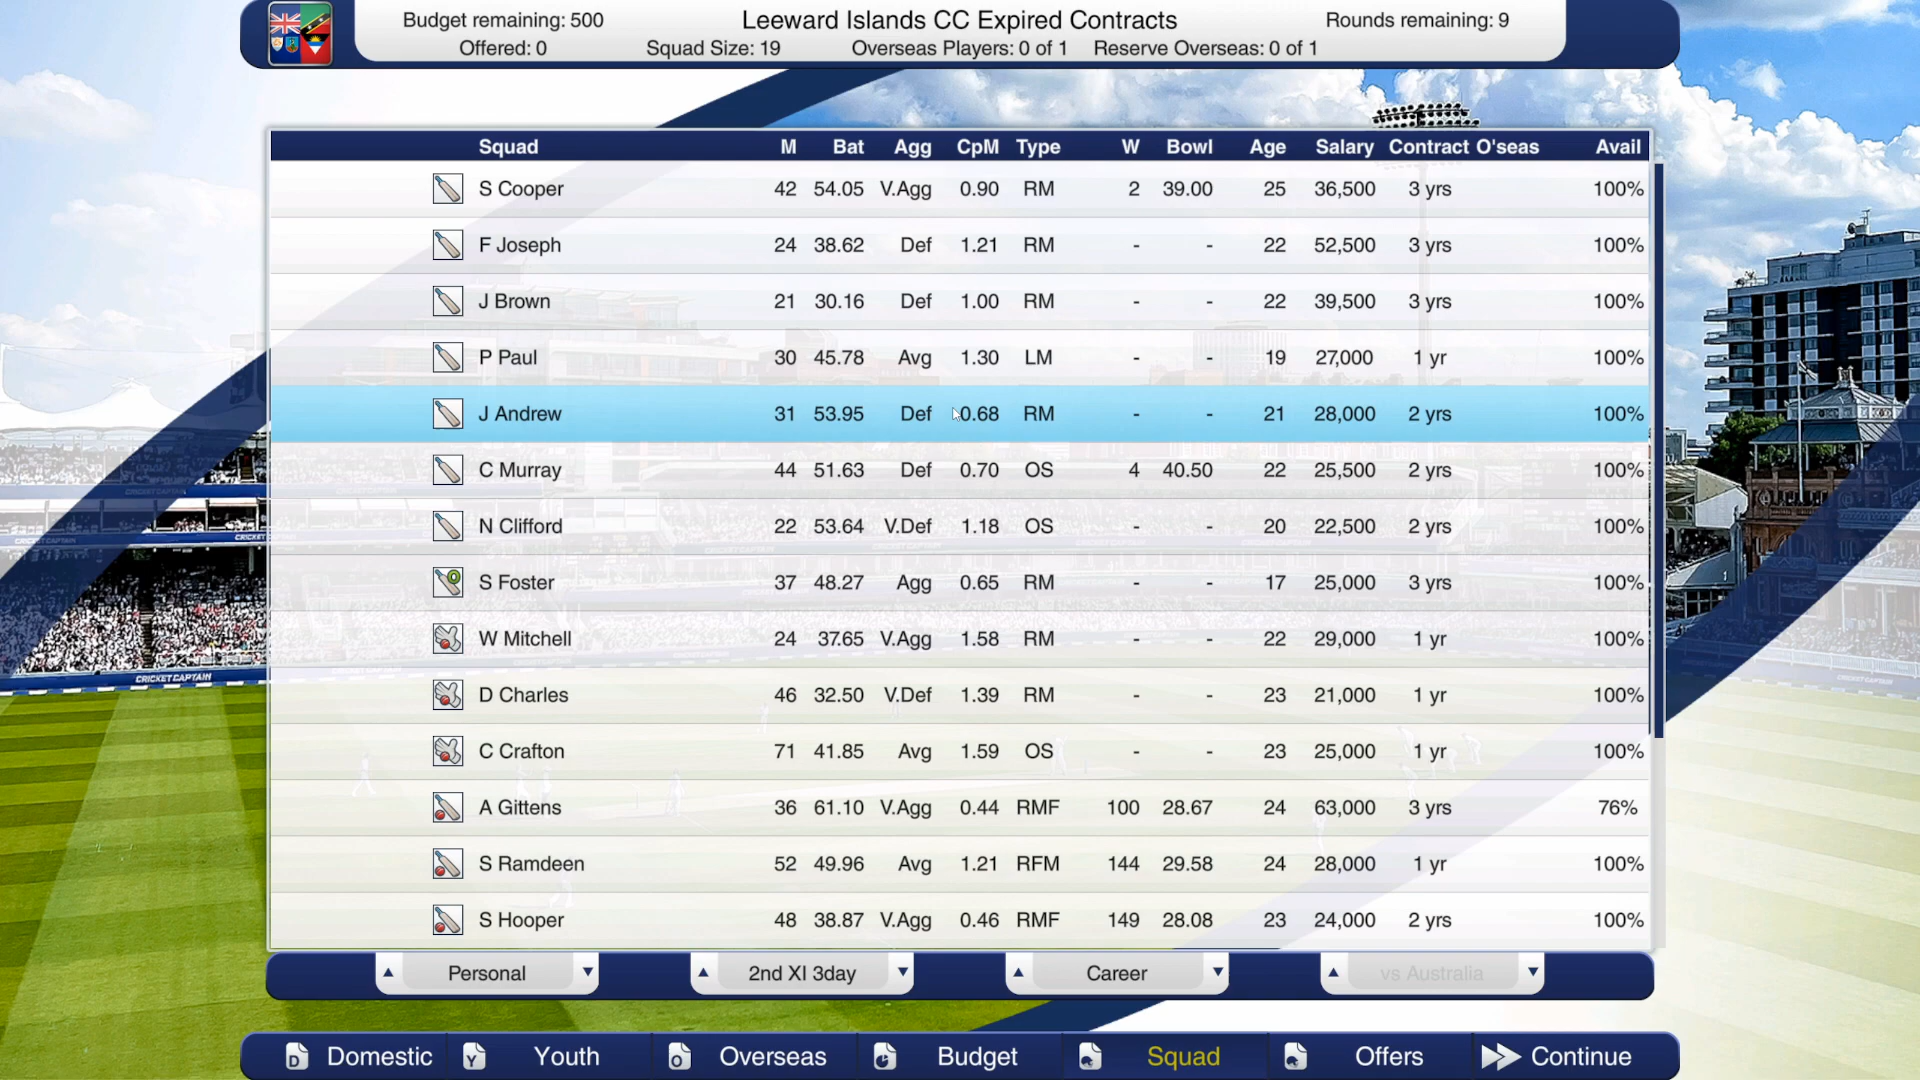 Budget remaining: 500 Leeward Islands CC Expired Contracts Rounds remaining: 9
Offered: 0 Squad Size: 19 Overseas Players: 0 of 1 Reserve Overseas: 0 of 1
Squad M Bat Agg CpM Type W Bowl Age Salary Contract O'seas Avail
S Cooper 42 54.05 V.Agg 0.90 RM 2 39.00 25 36,500 3 yrs 100%
F Joseph 24 38.62 Def 1.21 RM - - 22 52,500 3 yrs 100%
J Brown 21 30.16 Def 1.00 RM - - 22 39,500 3 yrs 100%
P Paul 30 45.78 Avg 1.30 LM - - 19 27,000 1 yr 100%
J Andrew 31 53.95 Def 0.68 RM - - 21 28,000 2 yrs 100%
C Murray 44 51.63 Def 0.70 OS 4 40.50 22 25,500 2 yrs 100%
N Clifford 22 53.64 V.Def 1.18 OS - - 20 22,500 2 yrs 100%
S Foster 37 48.27 Agg 0.65 RM - - 17 25,000 3 yrs 100%
W Mitchell 24 37.65 V.Agg 1.58 RM - - 22 29,000 1 yr 100%
D Charles 46 32.50 V.Def 1.39 RM - - 23 21,000 1 yr 100%
C Crafton 71 41.85 Avg 1.59 OS - - 23 25,000 1 yr 100%
A Gittens 36 61.10 V.Agg 0.44 RMF 100 28.67 24 63,000 3 yrs 76%
S Ramdeen 52 49.96 Avg 1.21 RFM 144 29.58 24 28,000 1 yr 100%
S Hooper 48 38.87 V.Agg 0.46 RMF 149 28.08 23 24,000 2 yrs 100%
CRICKET CAPTAIN
Personal 2nd XI 3day Career vs Australia
D Domestic Y Youth O Overseas Budget Squad Offers Continue